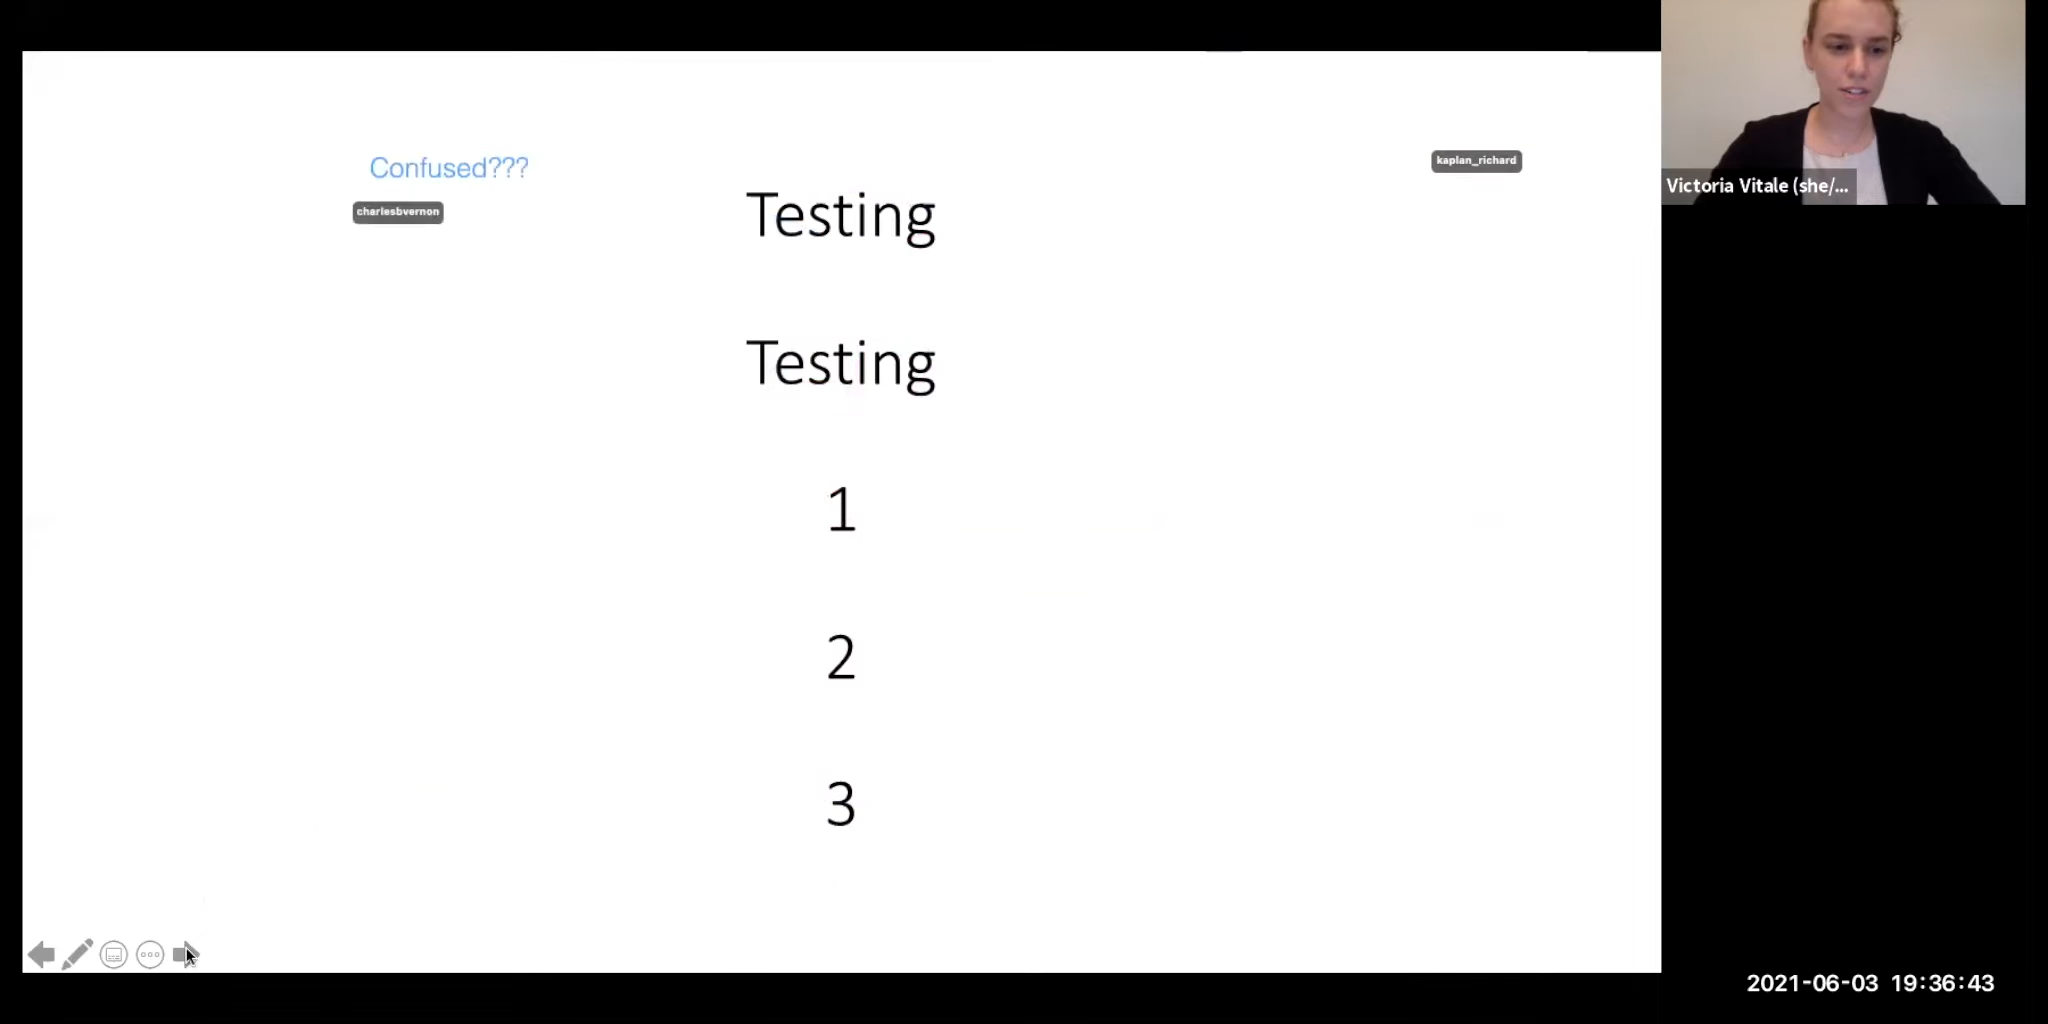 Confused???
kaplan_richard
Victoria Vitale (she/...
charlesbvernon
Testing
Testing
1
2
3
2021-06-03 19:36:43